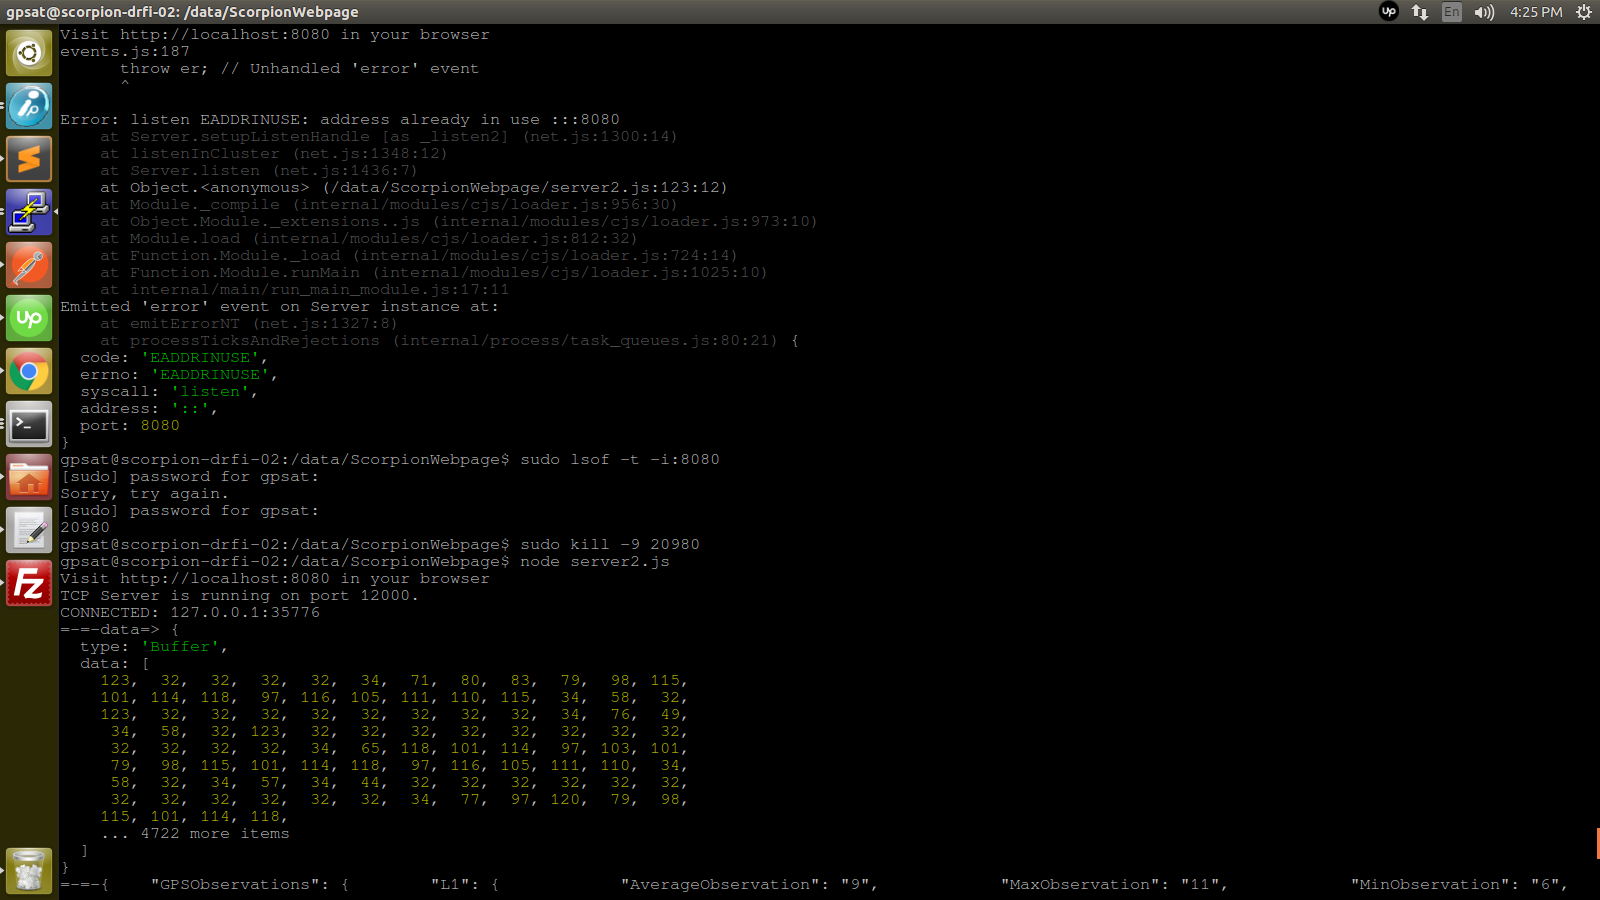 gpsat@scorpion-drfi-02: /data/ScorpionWebpage
Up
En
4:25 PM
Visit http://localhost:8080 in your browser
events.js:187
      throw er; // Unhandled 'error' event
      ^
Error: listen EADDRINUSE: address already in use :::8080
    at Server.setupListenHandle [as _listen2] (net.js:1300:14)
    at listenInCluster (net.js:1348:12)
    at Server.listen (net.js:1436:7)
    at Object.<anonymous> (/data/ScorpionWebpage/server2.js:123:12)
    at Module._compile (internal/modules/cjs/loader.js:956:30)
    at Object.Module._extensions..js (internal/modules/cjs/loader.js:973:10)
    at Module.load (internal/modules/cjs/loader.js:812:32)
    at Function.Module._load (internal/modules/cjs/loader.js:724:14)
    at Function.Module.runMain (internal/modules/cjs/loader.js:1025:10)
    at internal/main/run_main_module.js:17:11
Emitted 'error' event on Server instance at:
    at emitErrorNT (net.js:1327:8)
    at processTicksAndRejections (internal/process/task_queues.js:80:21) {
  code: 'EADDRINUSE',
  errno: 'EADDRINUSE',
  syscall: 'listen',
  address: '::',
  port: 8080
}
gpsat@scorpion-drfi-02:/data/ScorpionWebpage$ sudo lsof -t -i:8080
[sudo] password for gpsat:
Sorry, try again.
[sudo] password for gpsat:
20980
gpsat@scorpion-drfi-02:/data/ScorpionWebpage$ sudo kill -9 20980
gpsat@scorpion-drfi-02:/data/ScorpionWebpage$ node server2.js
Visit http://localhost:8080 in your browser
TCP Server is running on port 12000.
CONNECTED: 127.0.0.1:35776
=-=-data=> {
  type: 'Buffer',
  data: [
    123,  32,  32,  32,  32,  34,  71,  80,  83,  79,  98, 115,
    101, 114, 118,  97, 116, 105, 111, 110, 115,  34,  58,  32,
    123,  32,  32,  32,  32,  32,  32,  32,  32,  34,  76,  49,
     34,  58,  32, 123,  32,  32,  32,  32,  32,  32,  32,  32,
     32,  32,  32,  32,  34,  65, 118, 101, 114,  97, 103, 101,
     79,  98, 115, 101, 114, 118,  97, 116, 105, 111, 110,  34,
     58,  32,  34,  57,  34,  44,  32,  32,  32,  32,  32,  32,
     32,  32,  32,  32,  32,  32,  34,  77,  97, 120,  79,  98,
    115, 101, 114, 118,
    ... 4722 more items
  ]
}
=-=-{    "GPSObservations": {        "L1": {            "AverageObservation": "9",            "MaxObservation": "11",            "MinObservation": "6",
Up
Fz